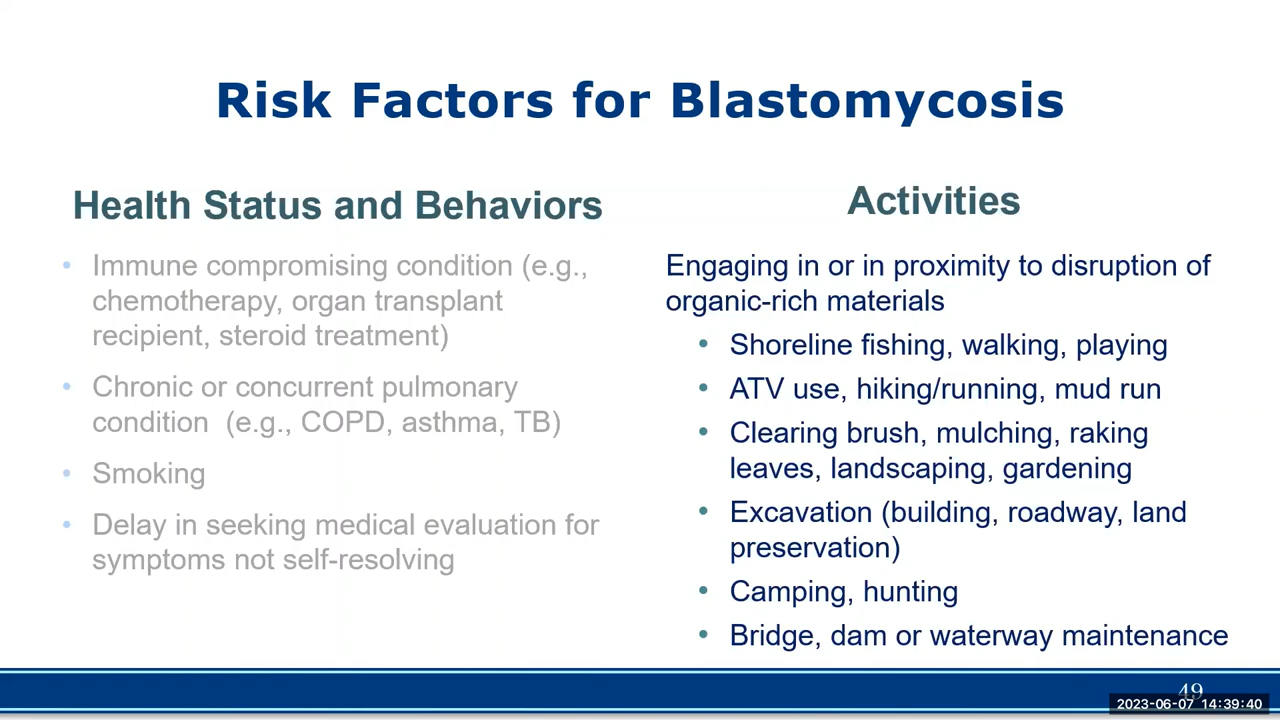 Risk Factors for Blastomycosis
Health Status and Behaviors
• Immune compromising condition (e.g.,
chemotherapy, organ transplant
recipient, steroid treatment)
• Chronic or concurrent pulmonary
condition  (e.g., COPD, asthma, TB)
• Smoking
• Delay in seeking medical evaluation for
symptoms not self-resolving
Activities
Engaging in or in proximity to disruption of
organic-rich materials
• Shoreline fishing, walking, playing
• ATV use, hiking/running, mud run
• Clearing brush, mulching, raking
leaves, landscaping, gardening
• Excavation (building, roadway, land
preservation)
• Camping, hunting
• Bridge, dam or waterway maintenance
49
2023-06-07 14:39:40